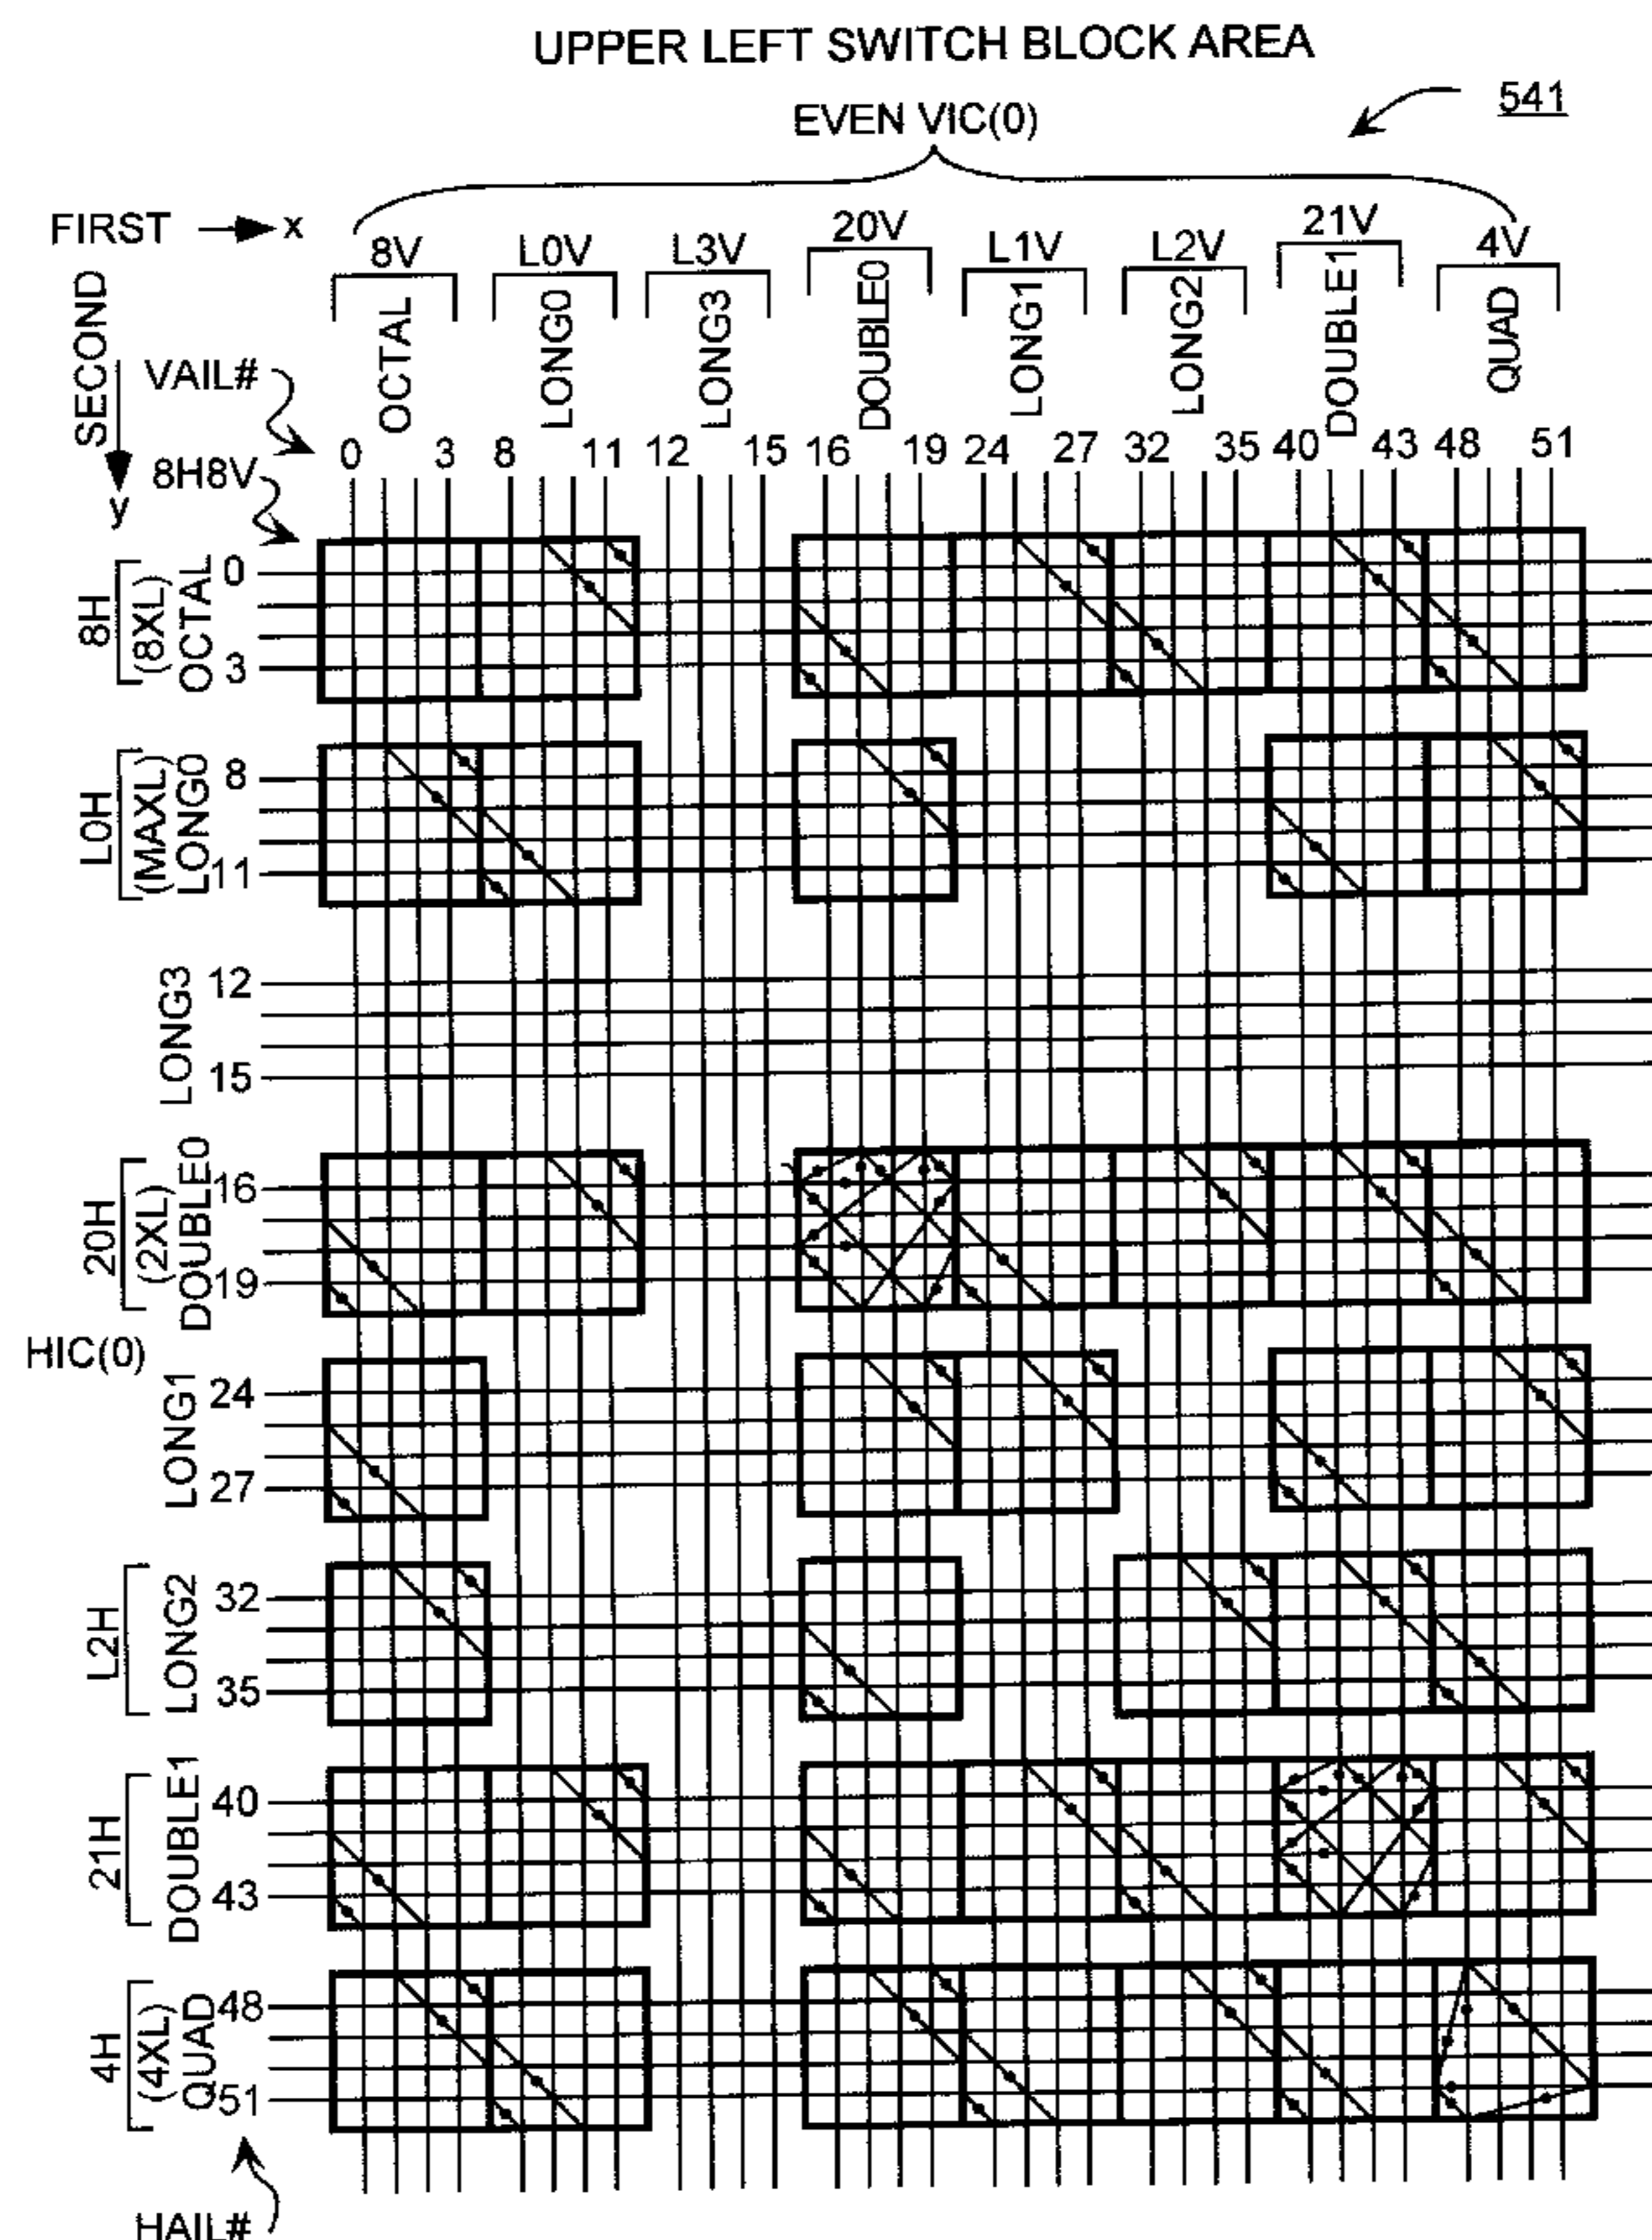 UPPER LEFT SWITCH BLOCK AREA
541
EVEN VIC(0)
FIRST x
8V L0V L3V 20V L1V L2V 21V 4V
OCTAL LONG0 LONG3 DOUBLE0 LONG1 LONG2 DOUBLE1 QUAD
SECOND
y
VAIL#
0 3 8 11 12 15 16 19 24 27 32 35 40 43 48 51
8H8V
8H
(8XL)
OCTAL
0
3
L0H
(MAXL)
LONG0
8
11
LONG3
12
15
20H
(2XL)
DOUBLE0
16
19
HIC(0)
LONG1
24
27
L2H
LONG2
32
35
21H
DOUBLE1
40
43
4H
(4XL)
QUAD
48
51
HAIL#